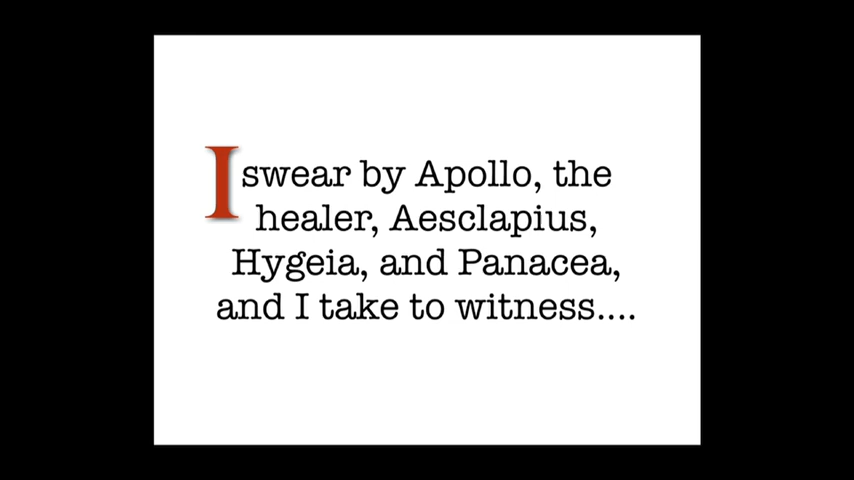 I swear by Apollo, the
healer, Aesclapius,
Hygeia, and Panacea,
and I take to witness....